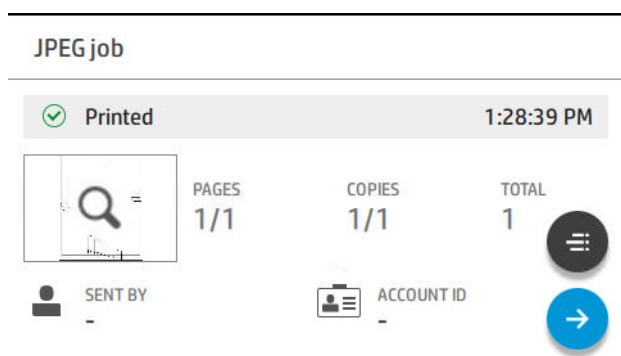 JPEG job
Printed 1:28:39 PM
PAGES COPIES TOTAL
1/1 1/1 1
SENT BY ACCOUNT ID
- -